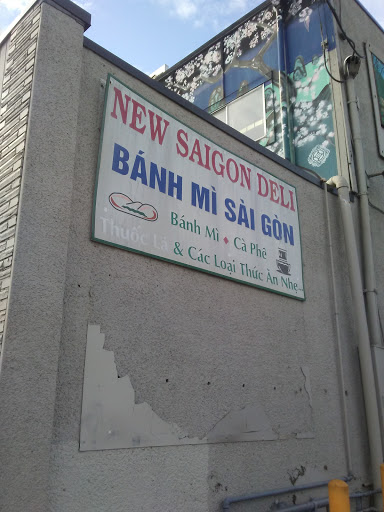 NEW SAIGON DELI
BÁNH MÌ SÀI GÒN
Bánh Mì ♦ Cà Phê
Thuốc Lá & Các Loại Thức Ăn Nhẹ...